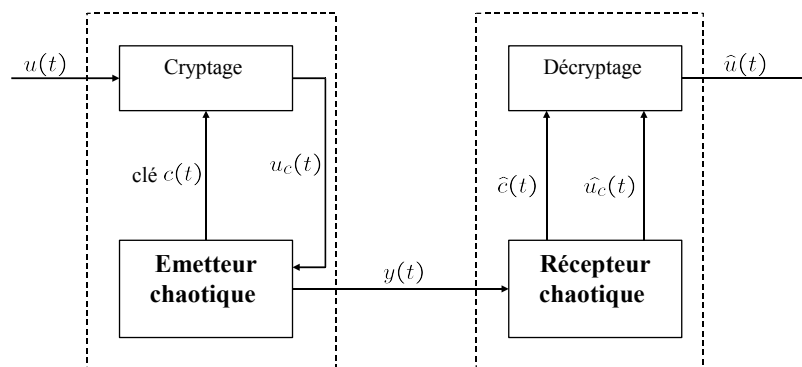 u(t)
Cryptage
Décryptage
û(t)
clé c(t)
u_c(t)
ĉ(t)
û_c(t)
Emetteur
chaotique
y(t)
Récepteur
chaotique